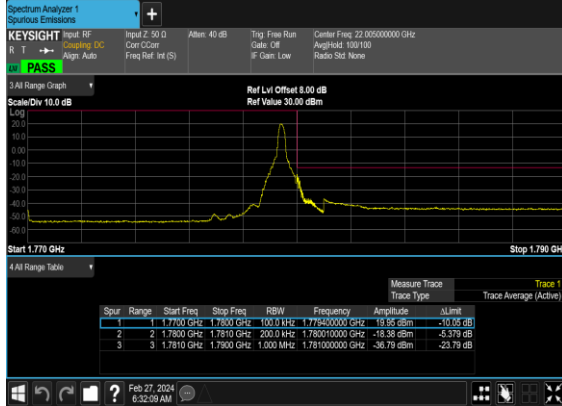 Spectrum Analyzer 1
Spurious Emissions
+
KEYSIGHT Input: RF Input Z: 50 Ω Atten: 40 dB Trig: Free Run Center Freq: 22.005000000 GHz
R T Coupling: DC Corr CCorr Gate: Off Avg|Hold: 100/100
Align: Auto Freq Ref: Int (S) IF Gain: Low Radio Std: None
PASS
3 All Range Graph
Ref Lvl Offset 8.00 dB
Scale/Div 10.0 dB Ref Value 30.00 dBm
Log
20.0
10.0
0.00
-10.0
-20.0
-30.0
-40.0
-50.0
-60.0
Start 1.770 GHz Stop 1.790 GH
4 All Range Table
Measure Trace Trace 1
Trace Type Trace Average (Active)
Spur Range Start Freq Stop Freq RBW Frequency Amplitude ΔLimit
1 1 1.7700 GHz 1.7800 GHz 100.0 kHz 1.779400000 GHz 19.95 dBm -10.05 dB
2 2 1.7800 GHz 1.7810 GHz 200.0 kHz 1.780010000 GHz -18.38 dBm -5.379 dB
3 3 1.7810 GHz 1.7900 GHz 1.000 MHz 1.781000000 GHz -36.79 dBm -23.79 dB
? Feb 27, 2024
6:32:09 AM